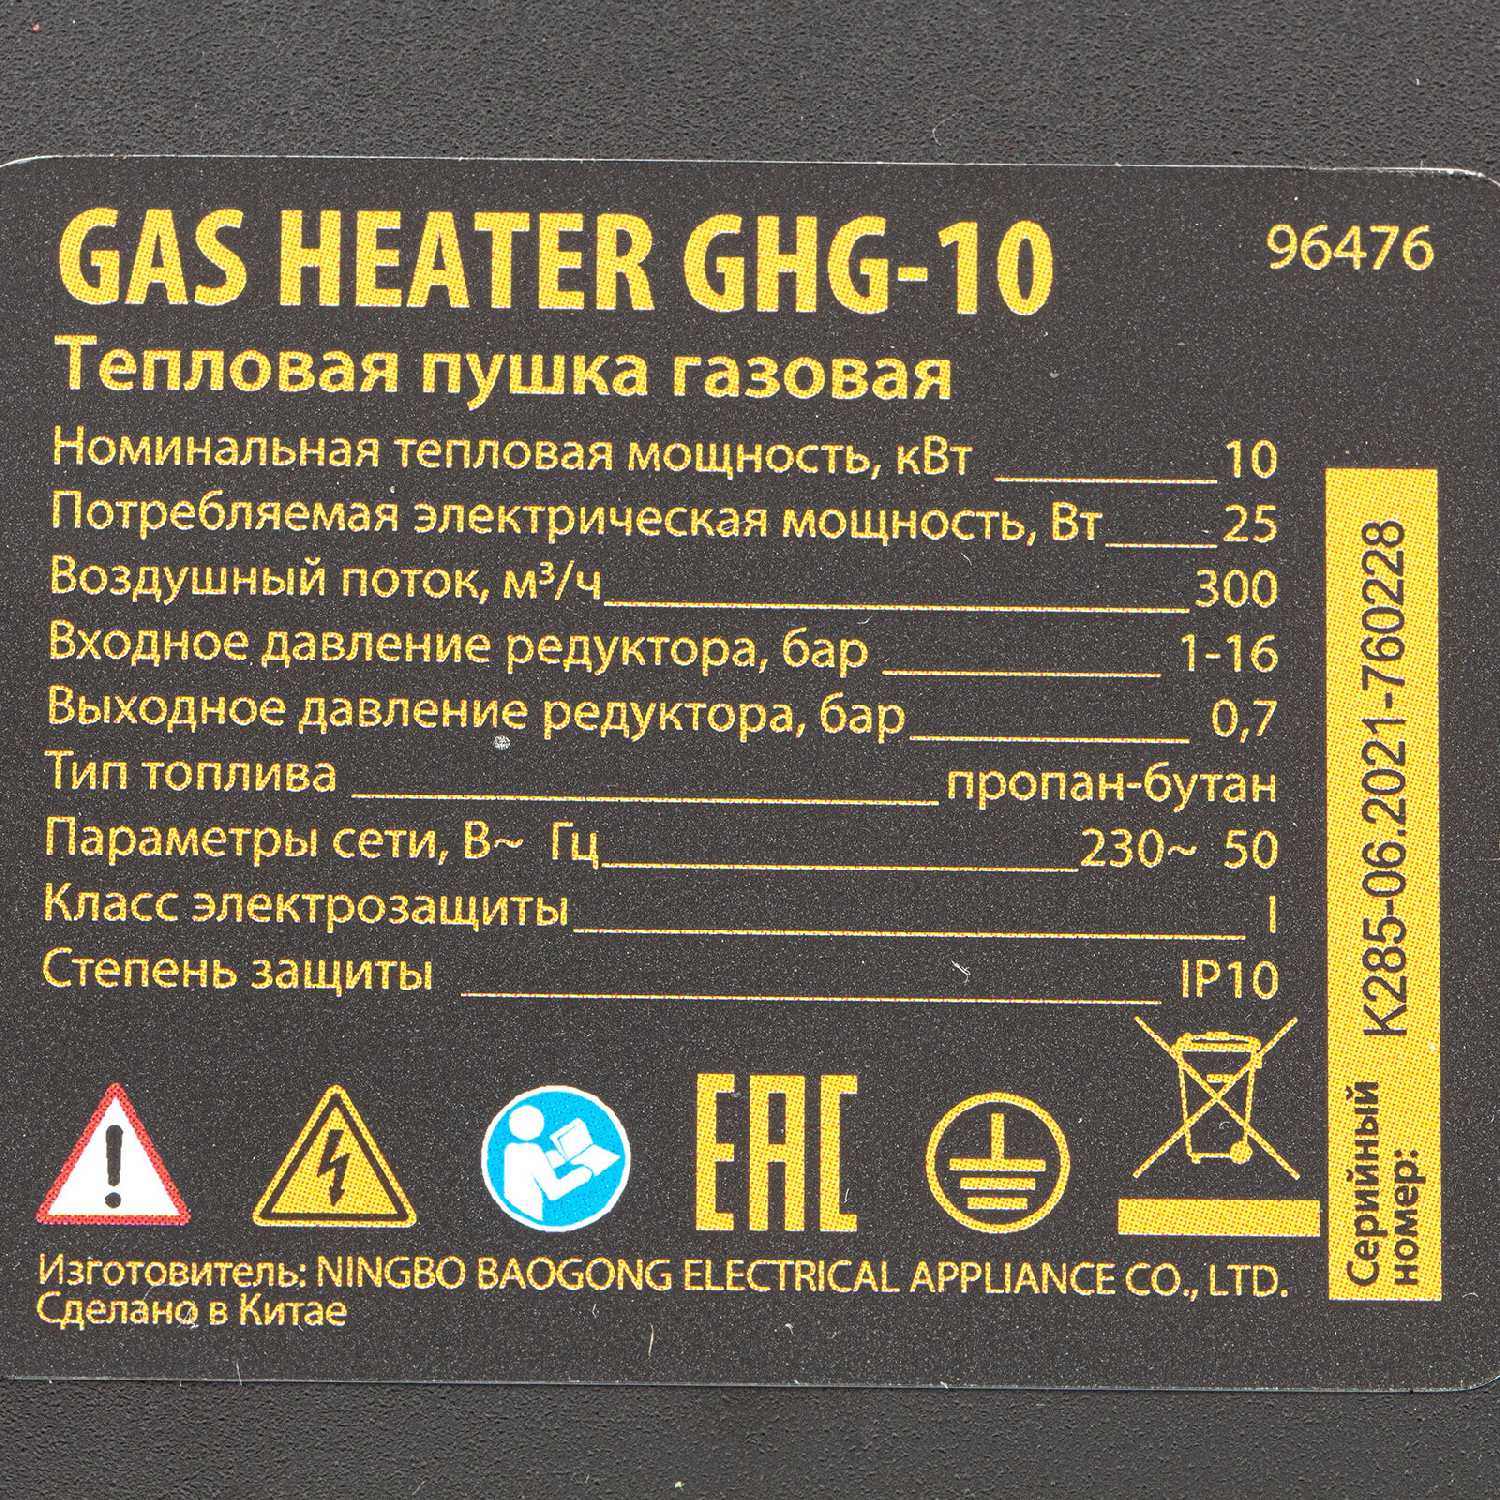 GAS HEATER GHG-10 96476
Тепловая пушка газовая
Номинальная тепловая мощность, кВт 10
Потребляемая электрическая мощность, Вт 25
Воздушный поток, м³/ч 300
Входное давление редуктора, бар 1-16
Выходное давление редуктора, бар 0,7
Тип топлива пропан-бутан
Параметры сети, В~ Гц 230~ 50
Класс электрозащиты I
Степень защиты IP10
EAC
Изготовитель: NINGBO BAOGONG ELECTRICAL APPLIANCE CO., LTD.
Сделано в Китае
Серийный
номер: K285-06.2021-760228